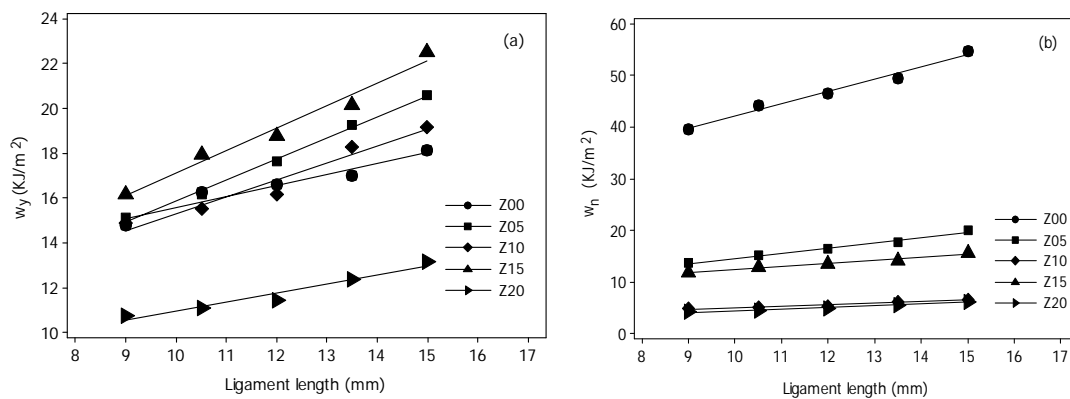 24
22
20
18
16
14
12
10
wy (KJ/m²)
(a)
Z00
Z05
Z10
Z15
Z20
8 9 10 11 12 13 14 15 16 17
Ligament length (mm)
60
50
40
30
20
10
0
wn (KJ/m²)
(b)
Z00
Z05
Z10
Z15
Z20
8 9 10 11 12 13 14 15 16 17
Ligament length (mm)